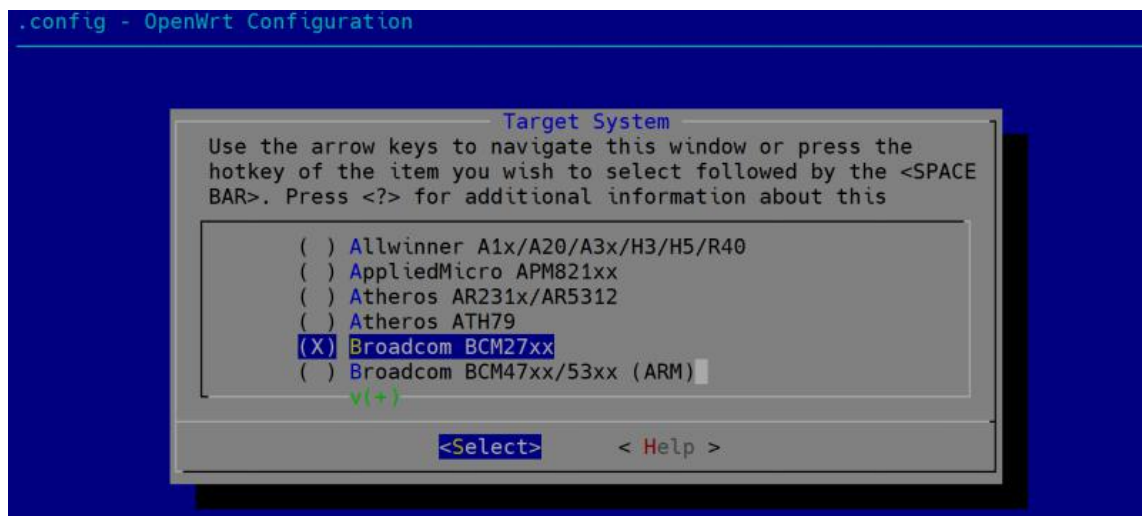 .config - OpenWrt Configuration
Target System
Use the arrow keys to navigate this window or press the
hotkey of the item you wish to select followed by the <SPACE
BAR>. Press <?> for additional information about this
( ) Allwinner A1x/A20/A3x/H3/H5/R40
( ) AppliedMicro APM821xx
( ) Atheros AR231x/AR5312
( ) Atheros ATH79
(X) Broadcom BCM27xx
( ) Broadcom BCM47xx/53xx (ARM)
v(+)
<Select> < Help >